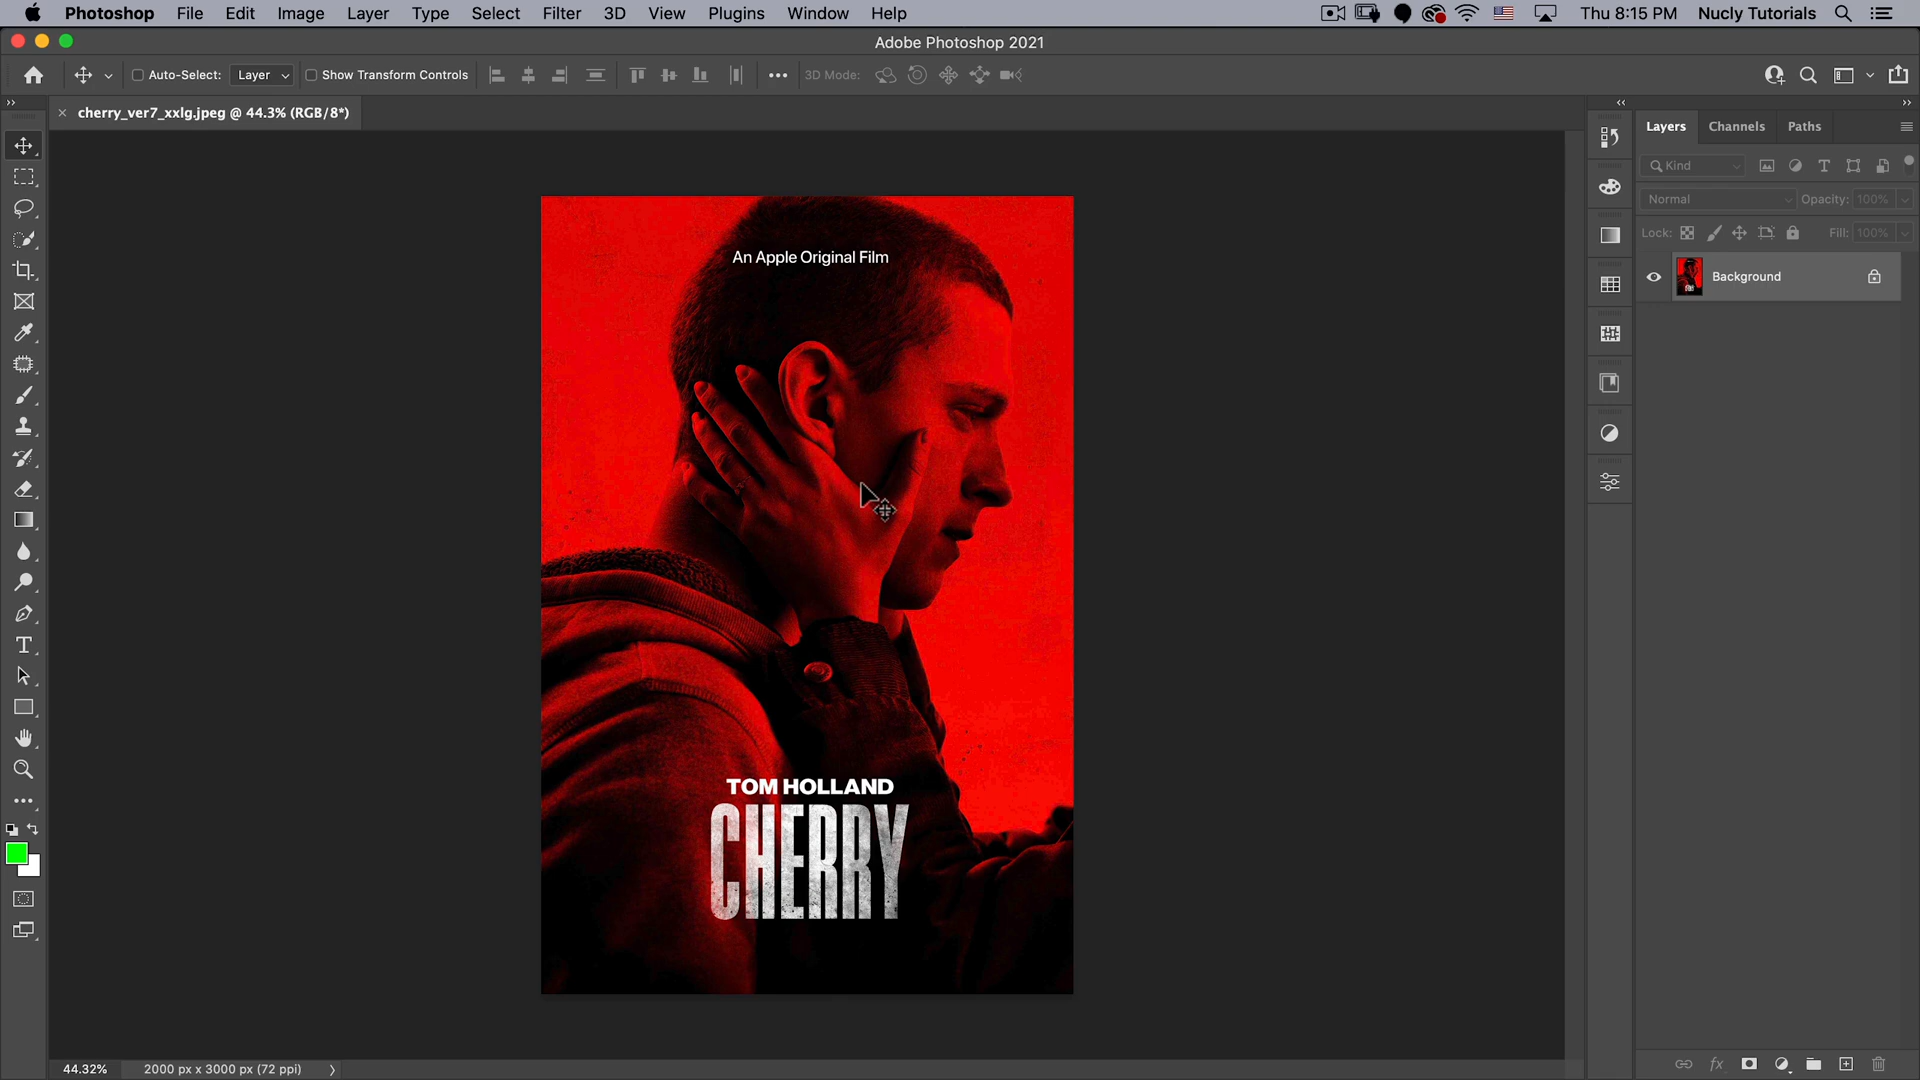 Photoshop File Edit Image Layer Type Select Filter 3D View Plugins Window Help Thu 8:15 PM Nucly Tutorials
Adobe Photoshop 2021
Auto-Select: Layer Show Transform Controls 3D Mode:
cherry_ver7_xxlg.jpeg @ 44.3% (RGB/8*)
Layers Channels Paths
Kind
Normal Opacity: 100%
Lock: Fill: 100%
Background
An Apple Original Film
TOM HOLLAND
CHERRY
44.32% 2000 px x 3000 px (72 ppi)